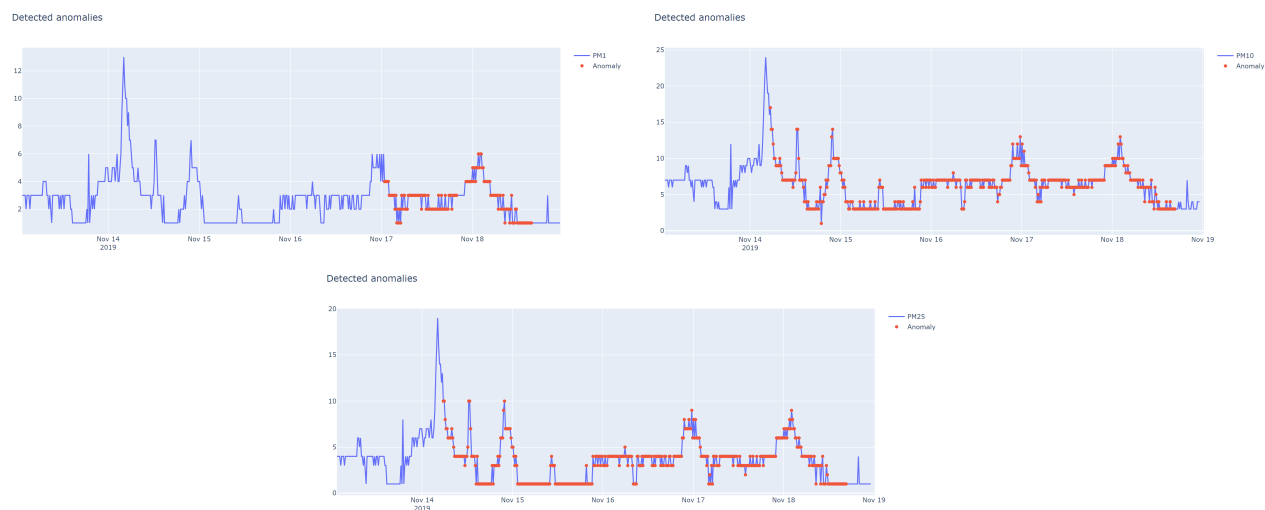 Detected anomalies
PM1
Anomaly
12
10
8
6
4
2
Nov 14
2019
Nov 15
Nov 16
Nov 17
Nov 18
Detected anomalies
PM10
Anomaly
25
20
15
10
5
0
Nov 14
2019
Nov 15
Nov 16
Nov 17
Nov 18
Nov 19
Detected anomalies
PM25
Anomaly
20
15
10
5
0
Nov 14
2019
Nov 15
Nov 16
Nov 17
Nov 18
Nov 19